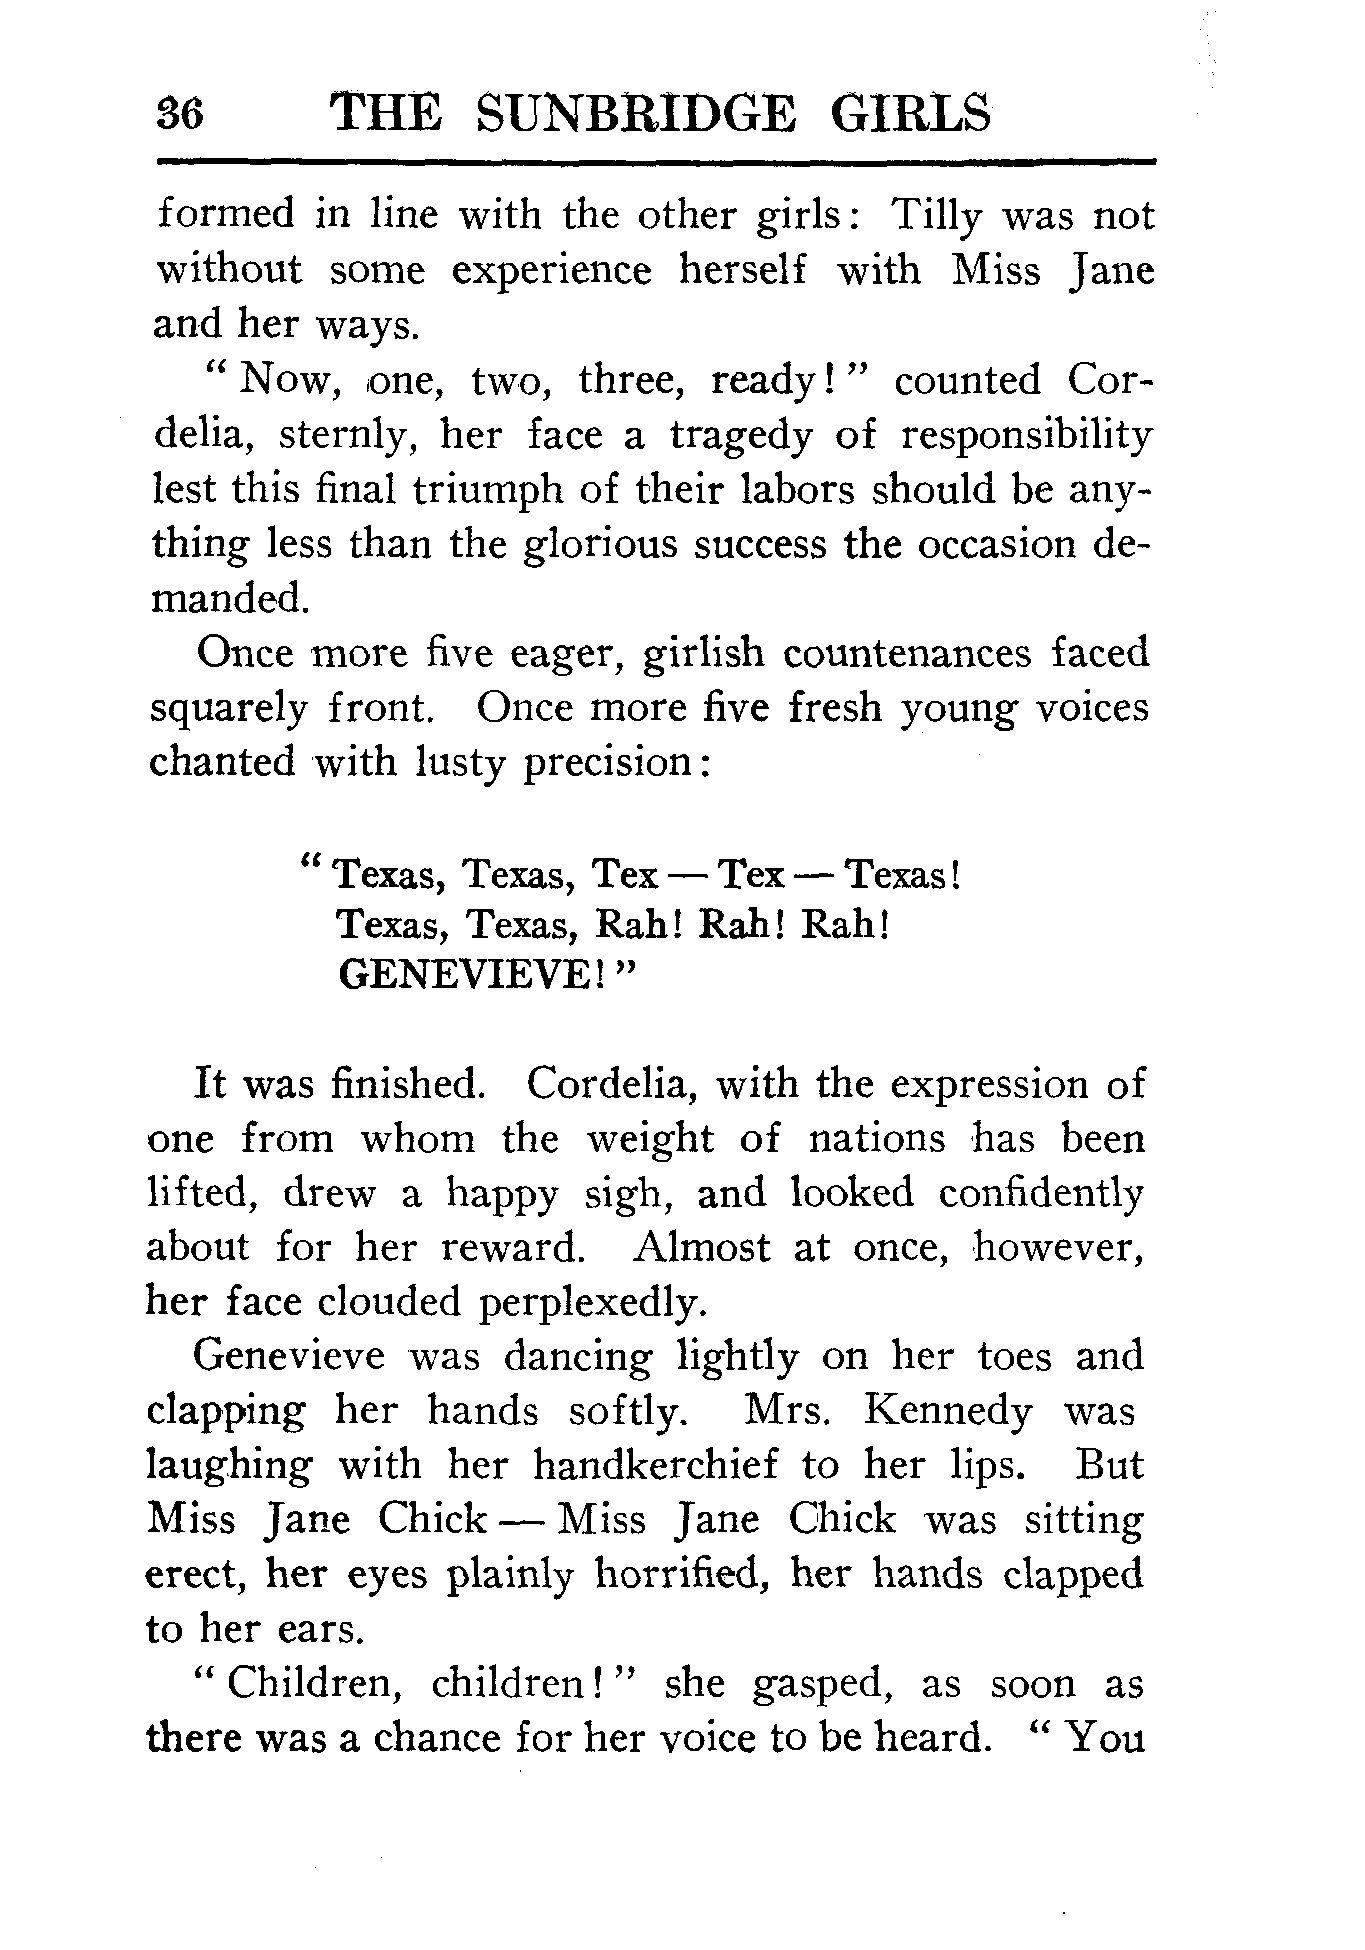 36 THE SUNBRIDGE GIRLS
formed in line with the other girls: Tilly was not
without some experience herself with Miss Jane
and her ways.
" Now, one, two, three, ready! " counted Cor-
delia, sternly, her face a tragedy of responsibility
lest this final triumph of their labors should be any-
thing less than the glorious success the occasion de-
manded.
Once more five eager, girlish countenances faced
squarely front. Once more five fresh young voices
chanted with lusty precision:
" Texas, Texas, Tex — Tex — Texas!
Texas, Texas, Rah! Rah! Rah!
GENEVIEVE! "
It was finished. Cordelia, with the expression of
one from whom the weight of nations has been
lifted, drew a happy sigh, and looked confidently
about for her reward. Almost at once, however,
her face clouded perplexedly.
Genevieve was dancing lightly on her toes and
clapping her hands softly. Mrs. Kennedy was
laughing with her handkerchief to her lips. But
Miss Jane Chick — Miss Jane Chick was sitting
erect, her eyes plainly horrified, her hands clapped
to her ears.
" Children, children! " she gasped, as soon as
there was a chance for her voice to be heard. " You